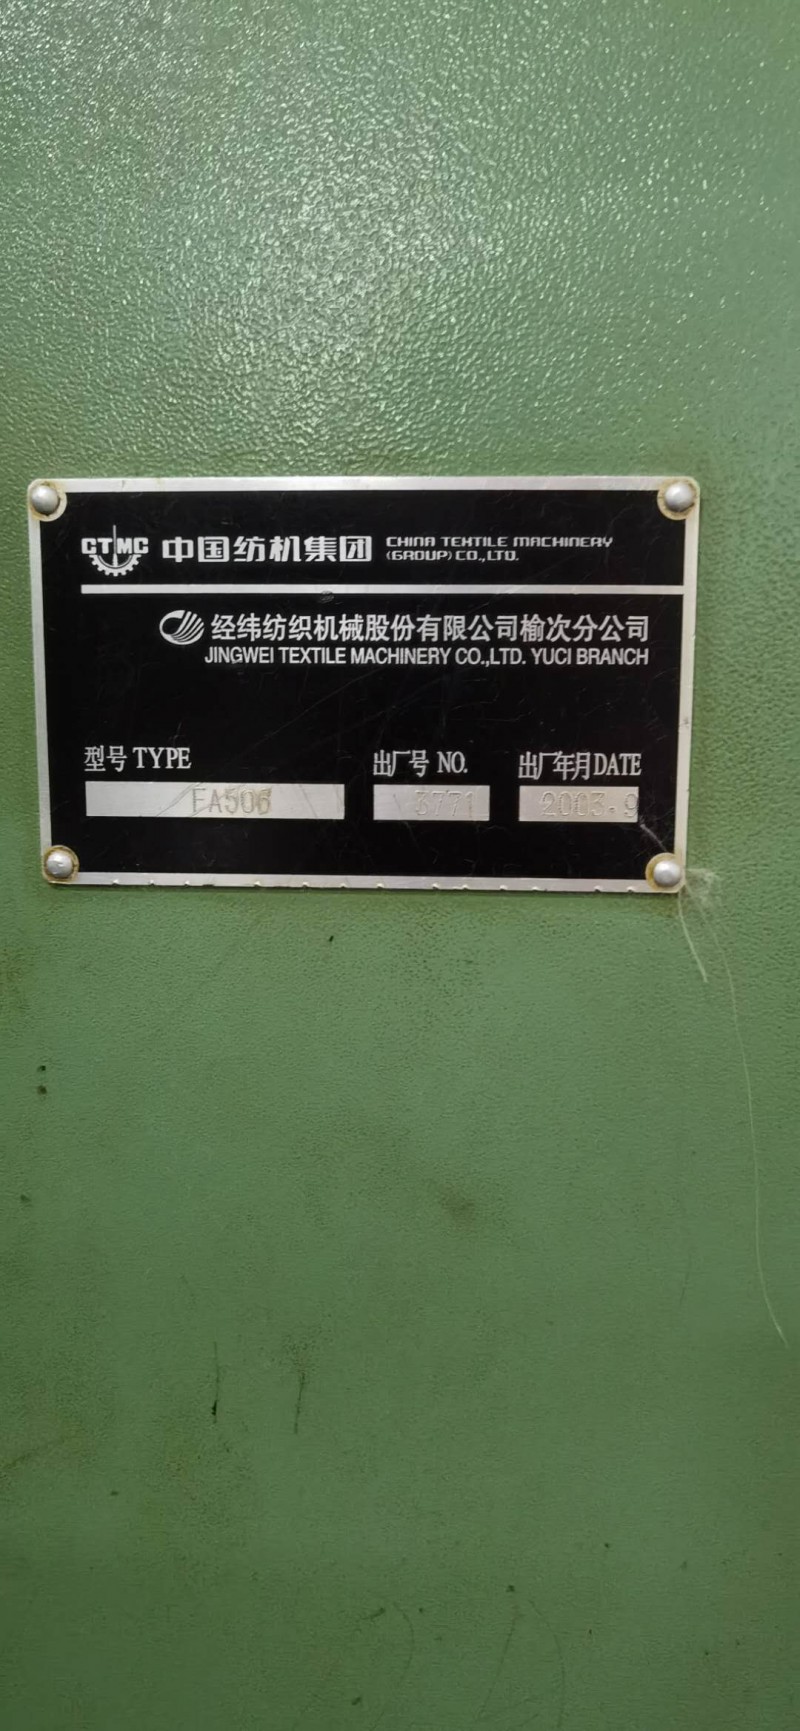 CTMC 中国纺机集团 CHINA TEXTILE MACHINERY
(GROUP) CO.,LTD.
经纬纺织机械股份有限公司榆次分公司
JINGWEI TEXTILE MACHINERY CO.,LTD. YUCI BRANCH
型号 TYPE 出厂号 NO. 出厂年月 DATE
FA506 3771 2003.9